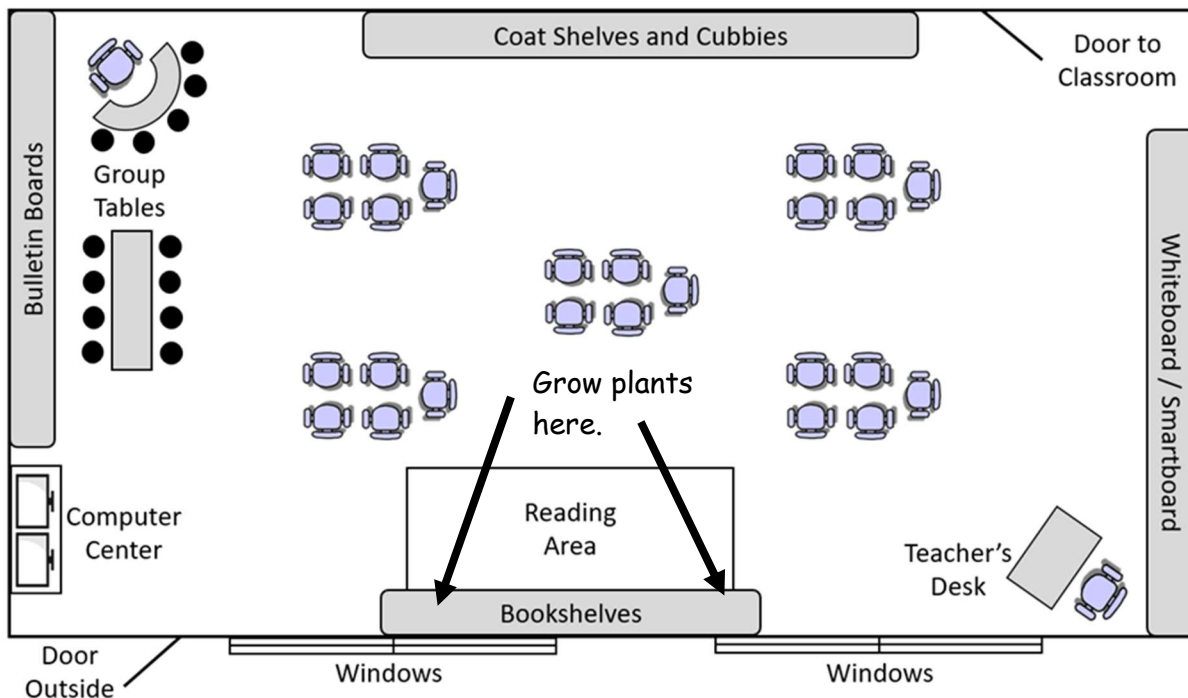 Coat Shelves and Cubbies
Door to
Classroom
Bulletin Boards
Group
Tables
Whiteboard / Smartboard
Grow plants
here.
Reading
Area
Computer
Center
Teacher's
Desk
Bookshelves
Door
Outside
Windows
Windows